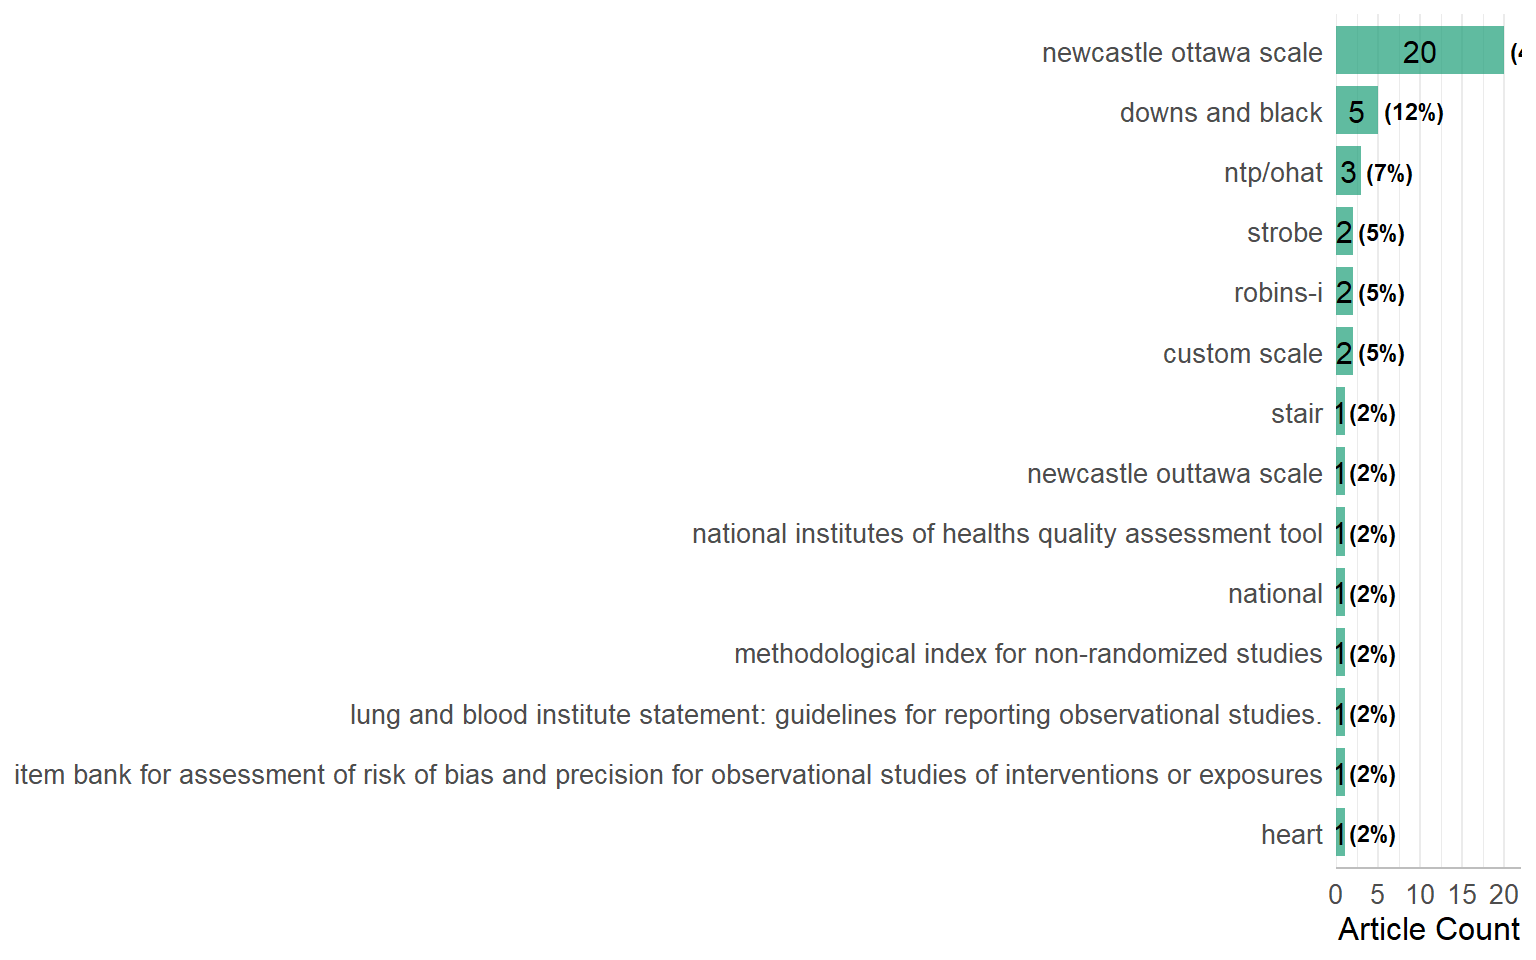 newcastle ottawa scale 20 (4
downs and black 5 (12%)
ntp/ohat 3 (7%)
strobe 2 (5%)
robins-i 2 (5%)
custom scale 2 (5%)
stair 1 (2%)
newcastle outtawa scale 1 (2%)
national institutes of healths quality assessment tool 1 (2%)
national 1 (2%)
methodological index for non-randomized studies 1 (2%)
lung and blood institute statement: guidelines for reporting observational studies. 1 (2%)
item bank for assessment of risk of bias and precision for observational studies of interventions or exposures 1 (2%)
heart 1 (2%)
0 5 10 15 20
Article Count